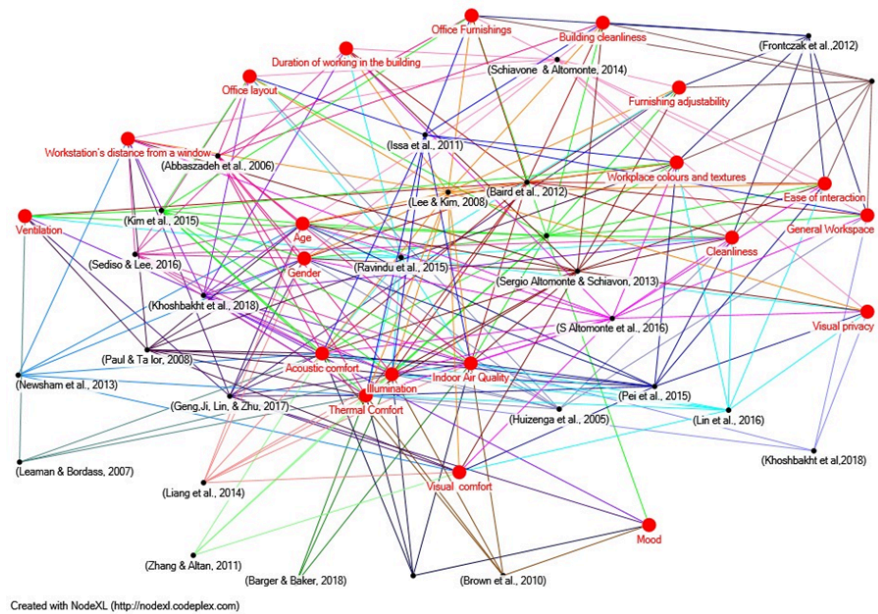 Office Furnishings
Building cleanliness
(Frontczak et al.,2012)
Duration of working in the building
(Schiavone & Altomonte, 2014)
Office layout
Furnishing adjustability
Workstation's distance from a window
(Issa et al., 2011)
(Abbaszadeh et al., 2006)
Workplace colours and textures
(Baird et al., 2012)
(Lee & Kim, 2008)
Ease of interaction
(Kim et al., 2015)
Ventilation
Age
General Workspace
Cleanliness
(Sediso & Lee, 2016)
Gender
(Ravindu et al., 2015)
(Sergio Altomonte & Schiavon, 2013)
(Khoshbakht et al., 2018)
(S Altomonte et al., 2016)
Visual privacy
(Paul & Ta lor, 2008)
Acoustic comfort
Indoor Air Quality
(Newsham et al., 2013)
Illumination
(Pei et al., 2015)
(Geng,Ji, Lin, & Zhu, 2017)
Thermal Comfort
(Huizenga et al., 2005)
(Lin et al., 2016)
(Leaman & Bordass, 2007)
(Khoshbakht et al,2018)
Visual comfort
(Liang et al., 2014)
Mood
(Zhang & Altan, 2011)
(Barger & Baker, 2018)
(Brown et al., 2010)
Created with NodeXL (http://nodexl.codeplex.com)